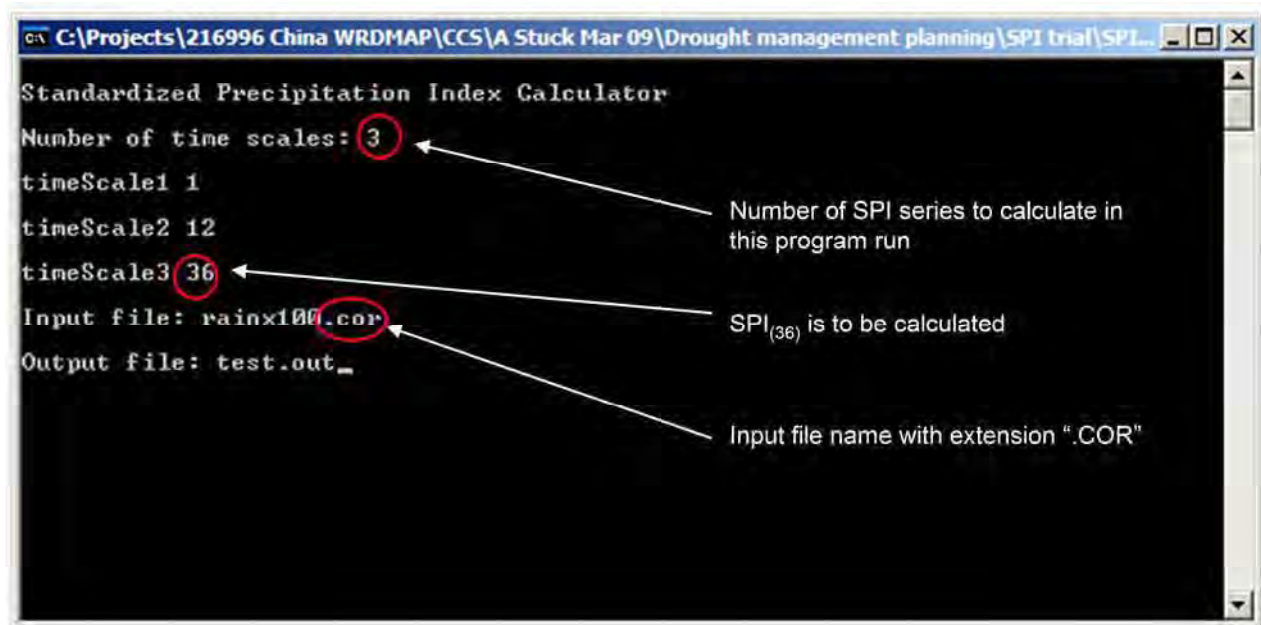 C:\Projects\216996 China WRDMAP\CCS\A Stuck Mar 09\Drought management planning\SPI trial\SPI...
Standardized Precipitation Index Calculator
Number of time scales: 3
timeScale1 1
timeScale2 12
timeScale3 36
Input file: rainx100.cor
Output file: test.out_
Number of SPI series to calculate in
this program run
SPI(36) is to be calculated
Input file name with extension “.COR”